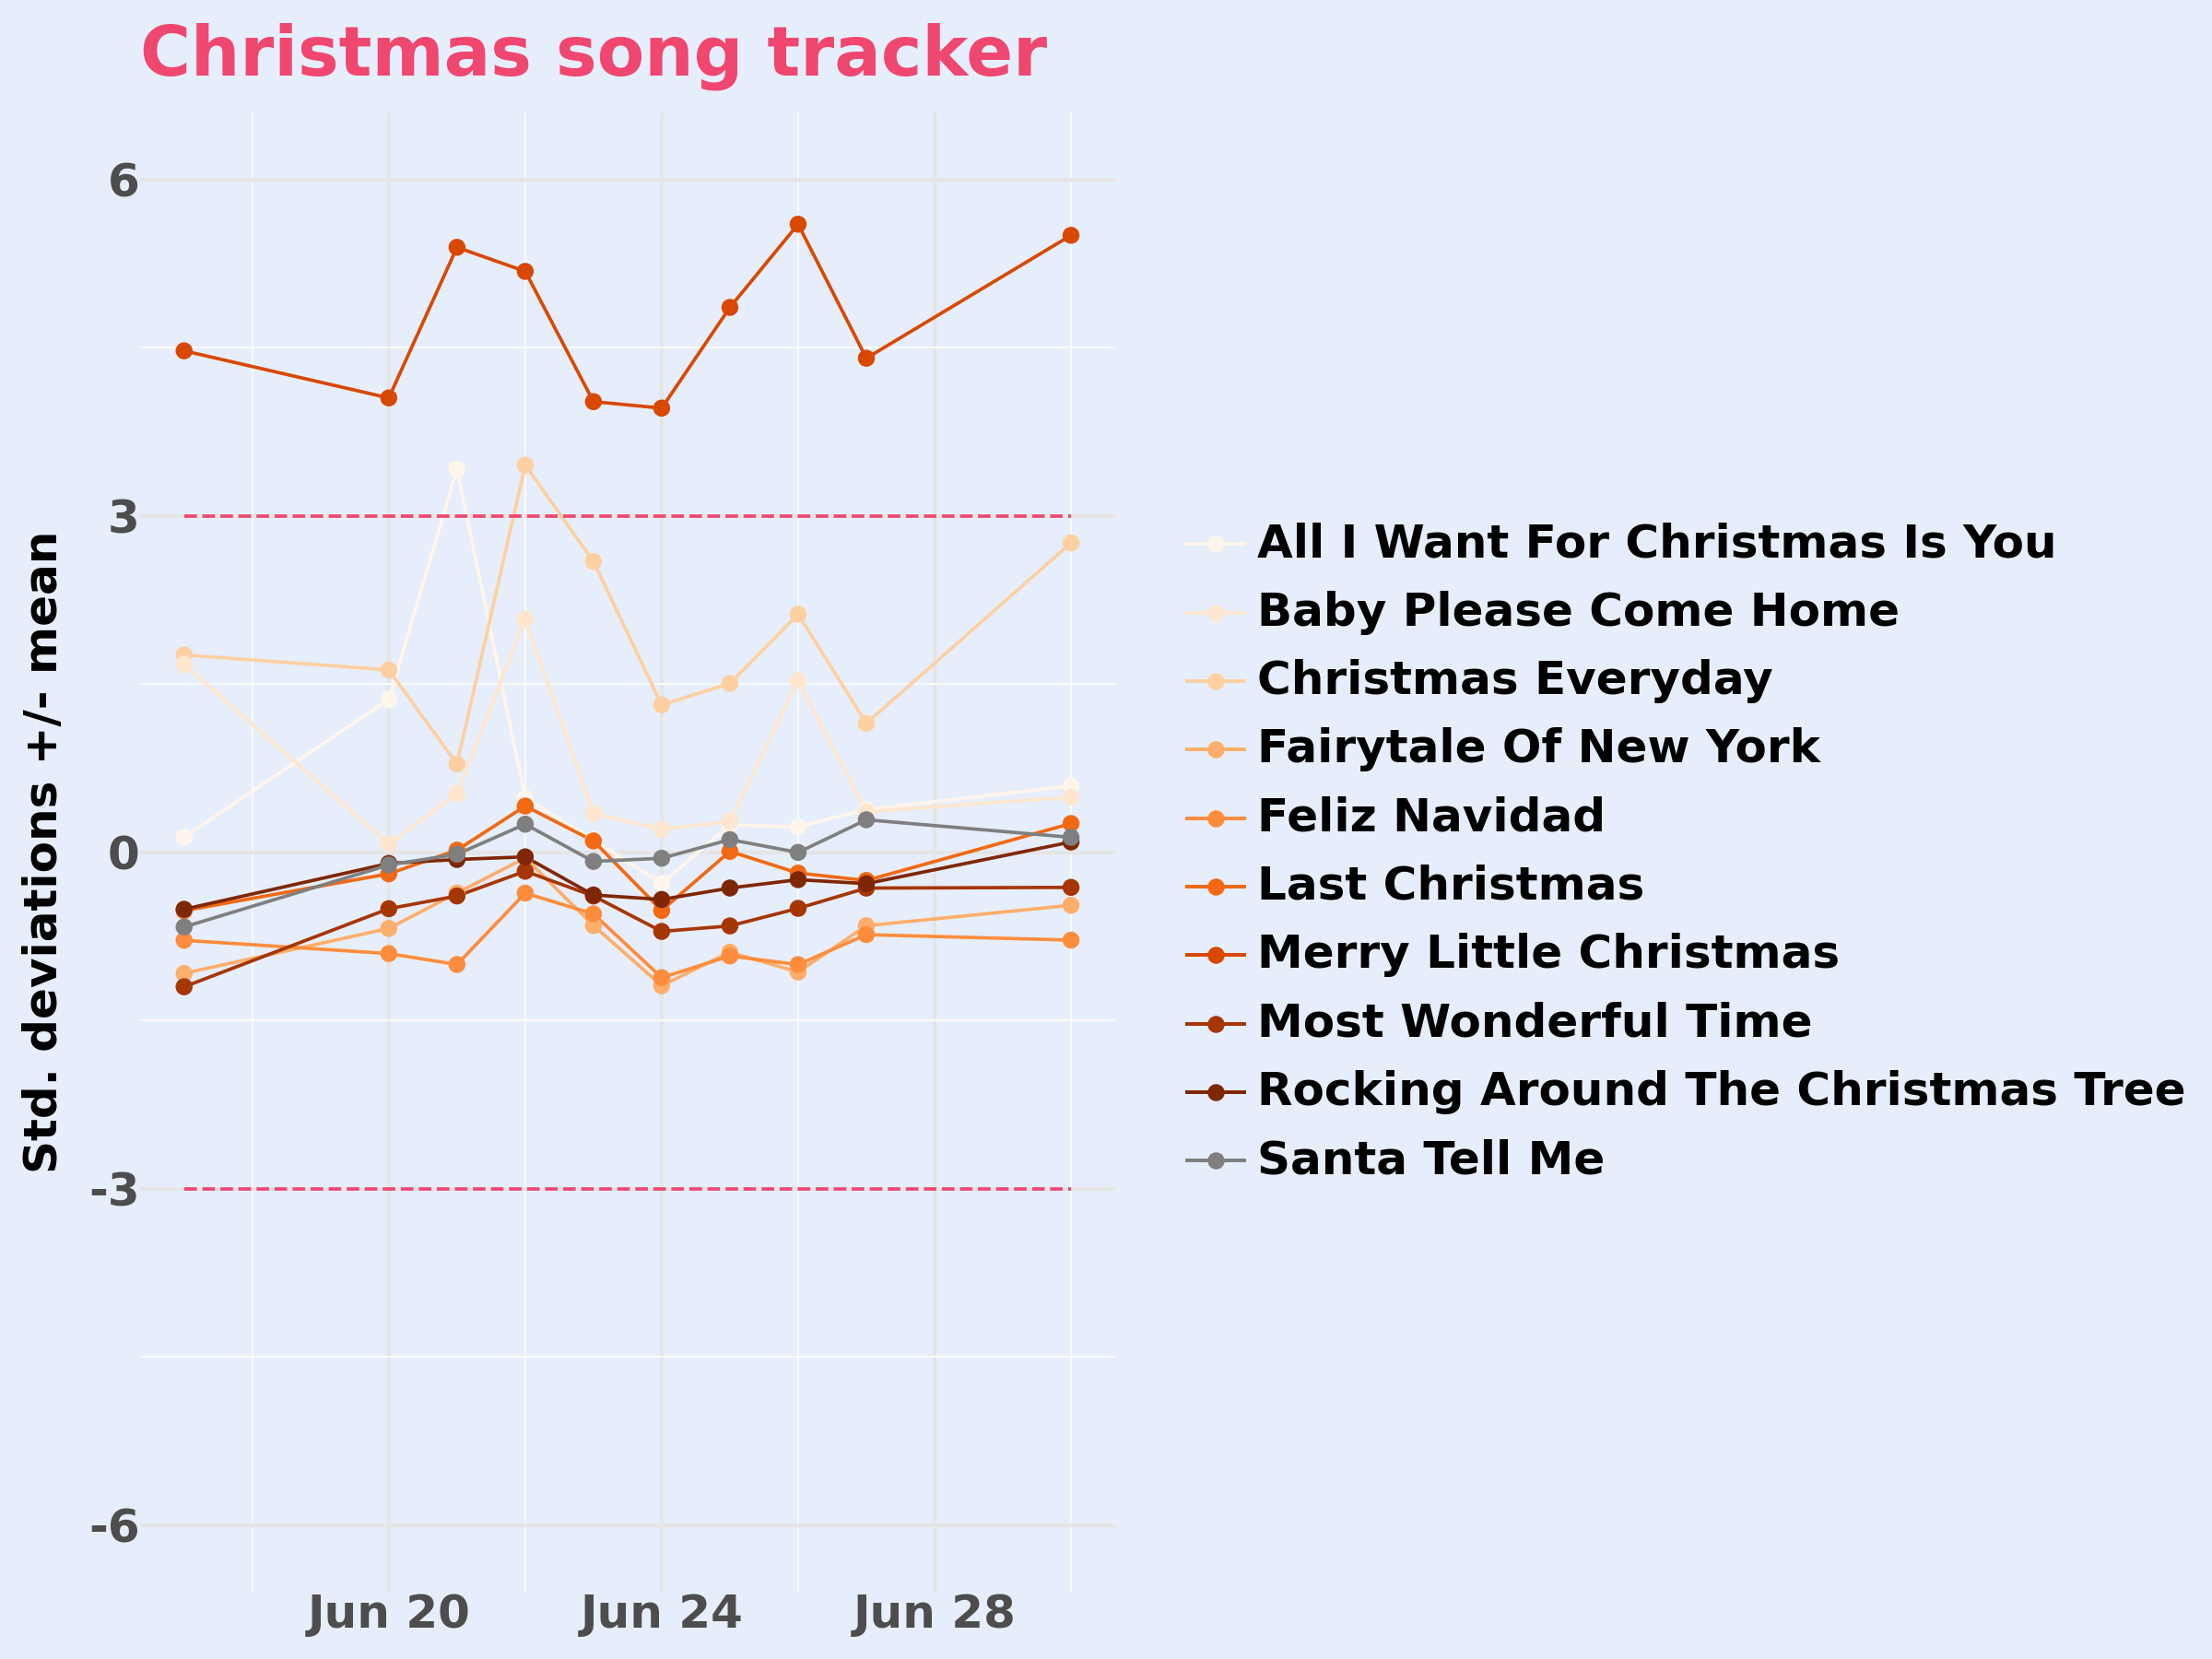 Christmas song tracker
Std. deviations +/- mean
6
3
0
-3
-6
Jun 20 Jun 24 Jun 28
All I Want For Christmas Is You
Baby Please Come Home
Christmas Everyday
Fairytale Of New York
Feliz Navidad
Last Christmas
Merry Little Christmas
Most Wonderful Time
Rocking Around The Christmas Tree
Santa Tell Me